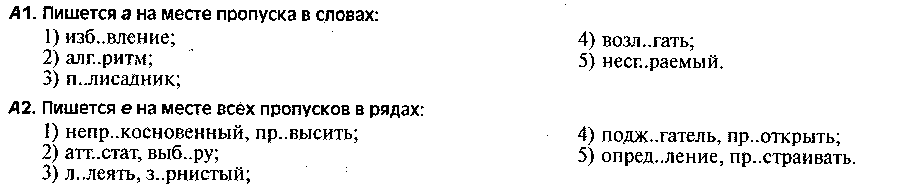 А1. Пишется а на месте пропуска в словах:
1) изб..вление;
2) алг..ритм;
3) п..лисадник;
4) возл..гать;
5) несг..раемый.
А2. Пишется е на месте всех пропусков в рядах:
1) непр..косновенный, пр..высить;
2) атт..стат, выб..ру;
3) л..леять, з..рнистый;
4) подж..гатель, пр..открыть;
5) опред..ление, пр..страивать.